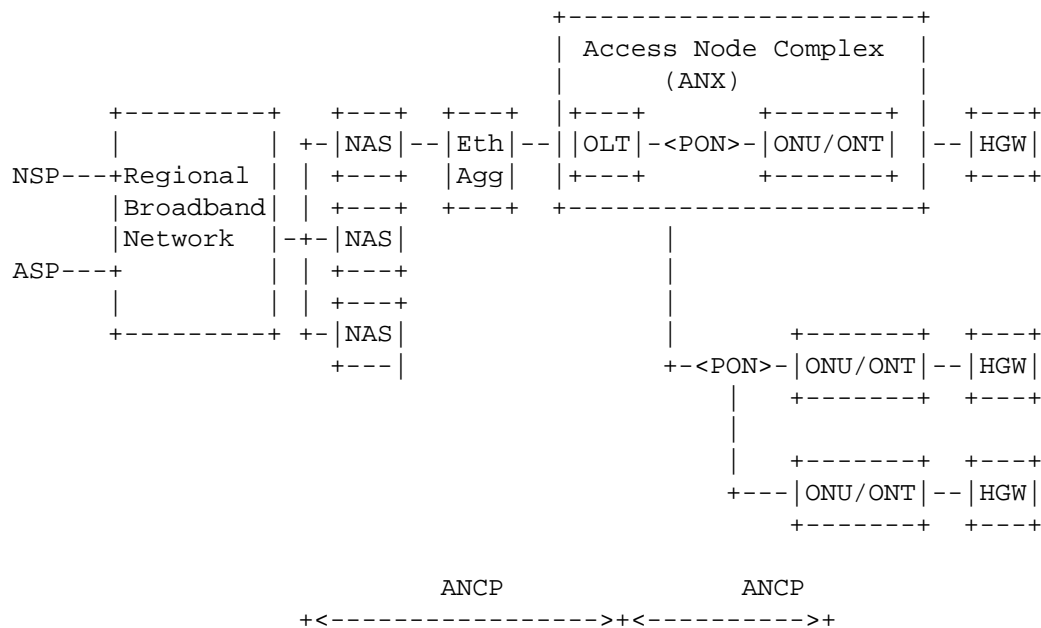 +----------------------+
                                             | Access Node Complex  |
                                             |      (ANX)           |
       +---------+   +---+  +---+   |+---+       +-------+ |  +---+
       |         | +-|NAS|--|Eth|--||OLT|-<PON>-|ONU/ONT| |--|HGW|
NSP---+Regional | |  +---+  |Agg|  |+---+       +-------+ |  +---+
       |Broadband| |  +---+  +---+  +----------------------+
       |Network  |-+-|NAS|                |
ASP---+         | |  +---+                |
       |         | |  +---+                |
       +---------+ +-|NAS|                |       +-------+  +---+
                      +---|                +-<PON>-|ONU/ONT|--|HGW|
                                              |    +-------+  +---+
                                              |
                                              |    +-------+  +---+
                                              +---|ONU/ONT|--|HGW|
                                                   +-------+  +---+
                           ANCP              ANCP
                   +<----------------->+<---------->+